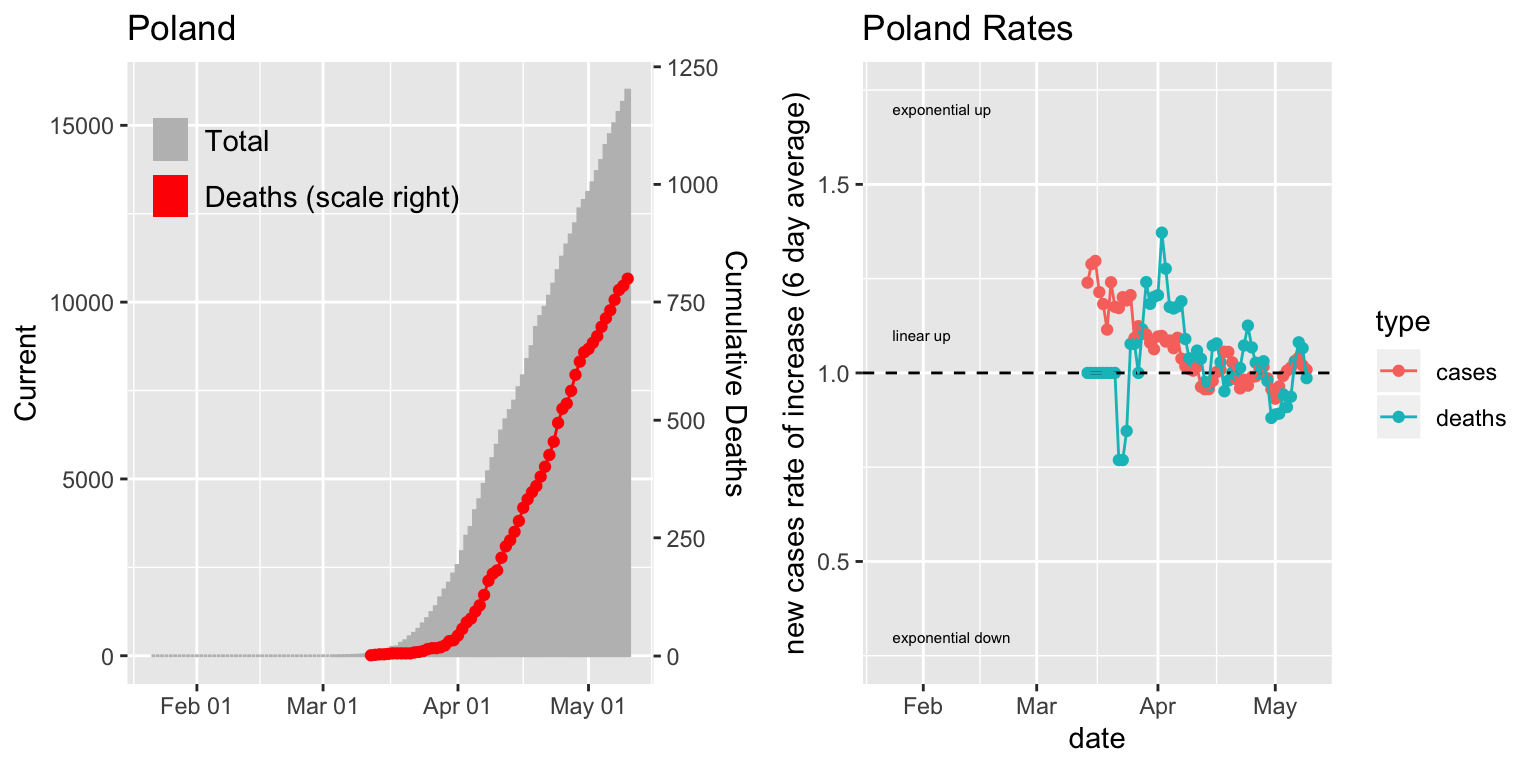 Poland
Current
15000
10000
5000
0
Total
Deaths (scale right)
1250
1000
750
500
250
0
Cumulative Deaths
Feb 01
Mar 01
Apr 01
May 01
Poland Rates
new cases rate of increase (6 day average)
1.5
1.0
0.5
exponential up
linear up
exponential down
Feb
Mar
Apr
May
date
type
cases
deaths